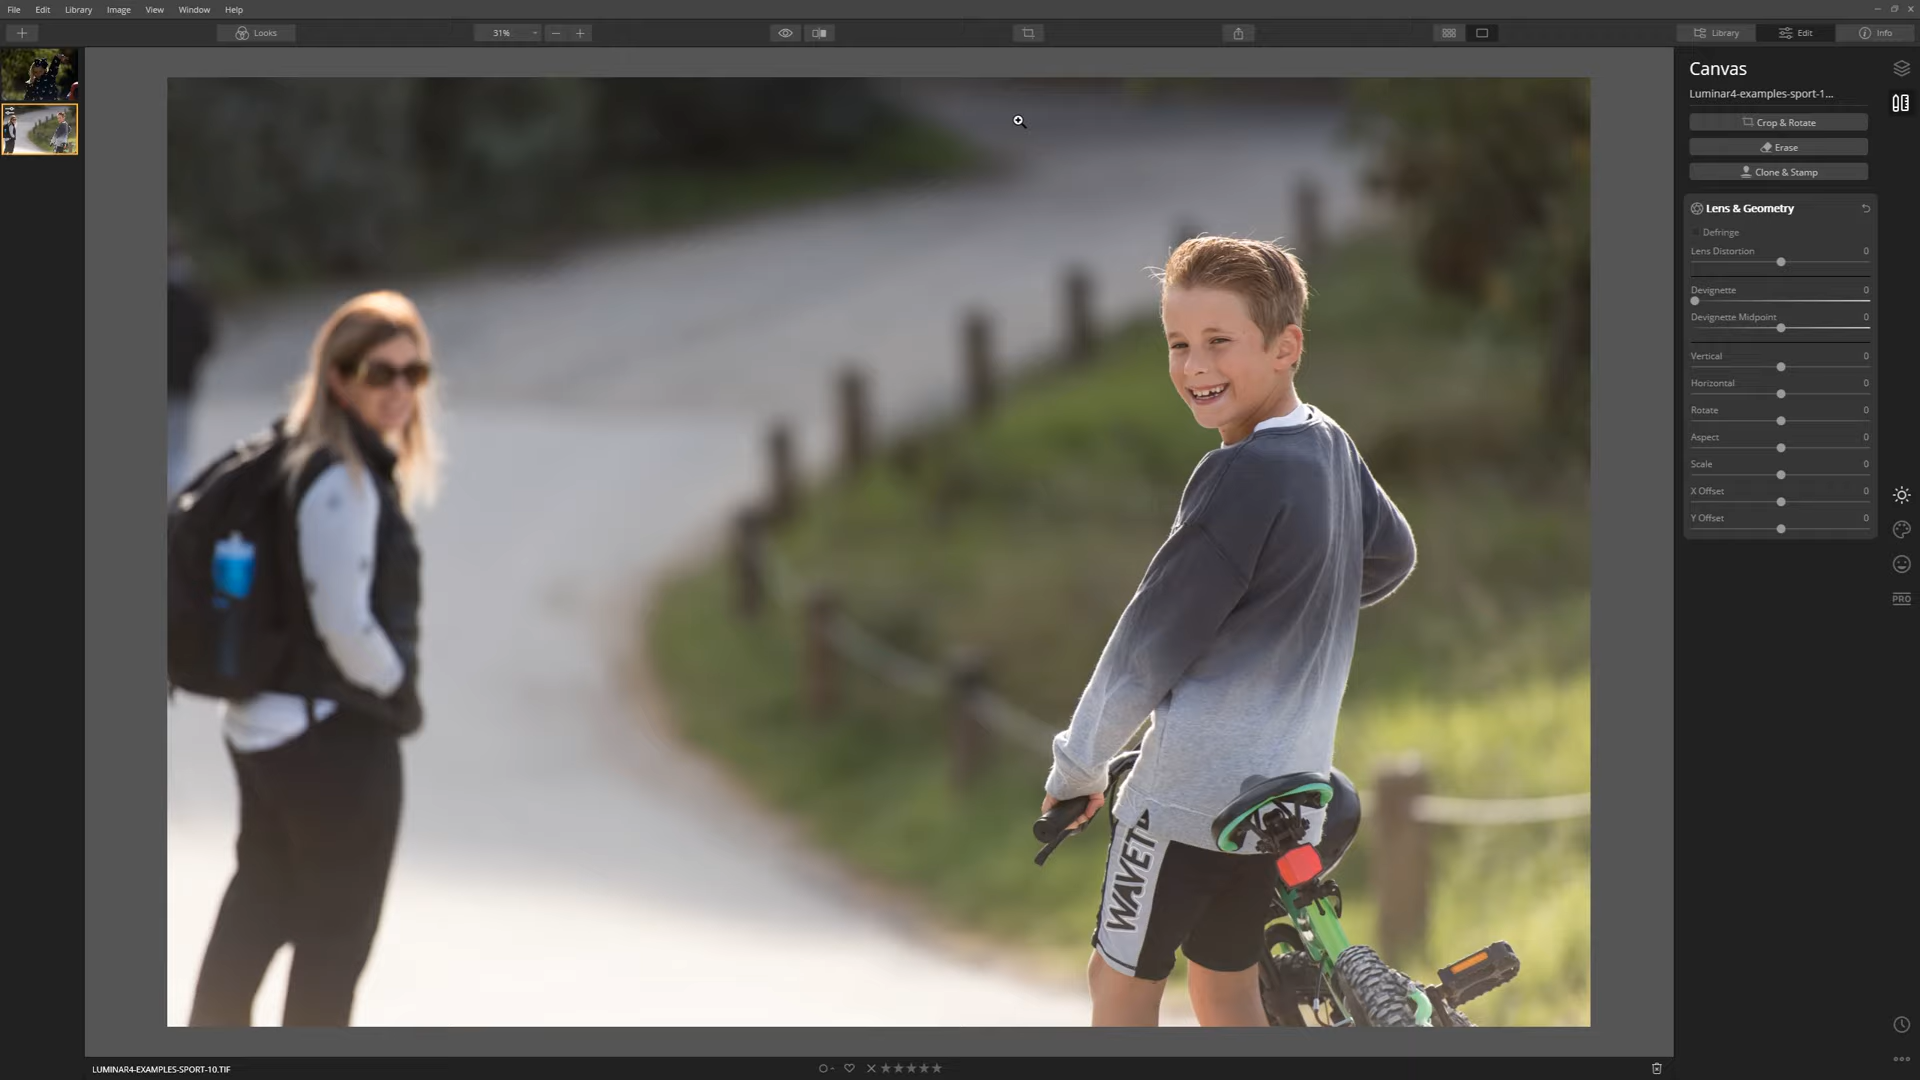 File Edit Library Image View Window Help
Looks 31% Library Edit Info
Canvas
Luminar4-examples-sport-1...
Crop & Rotate
Erase
Clone & Stamp
Lens & Geometry
Defringe
Lens Distortion 0
Devignette 0
Devignette Midpoint 0
Vertical 0
Horizontal 0
Rotate 0
Aspect 0
Scale 0
X Offset 0
Y Offset 0
PRO
WAVET
LUMINAR4-EXAMPLES-SPORT-10.TIF